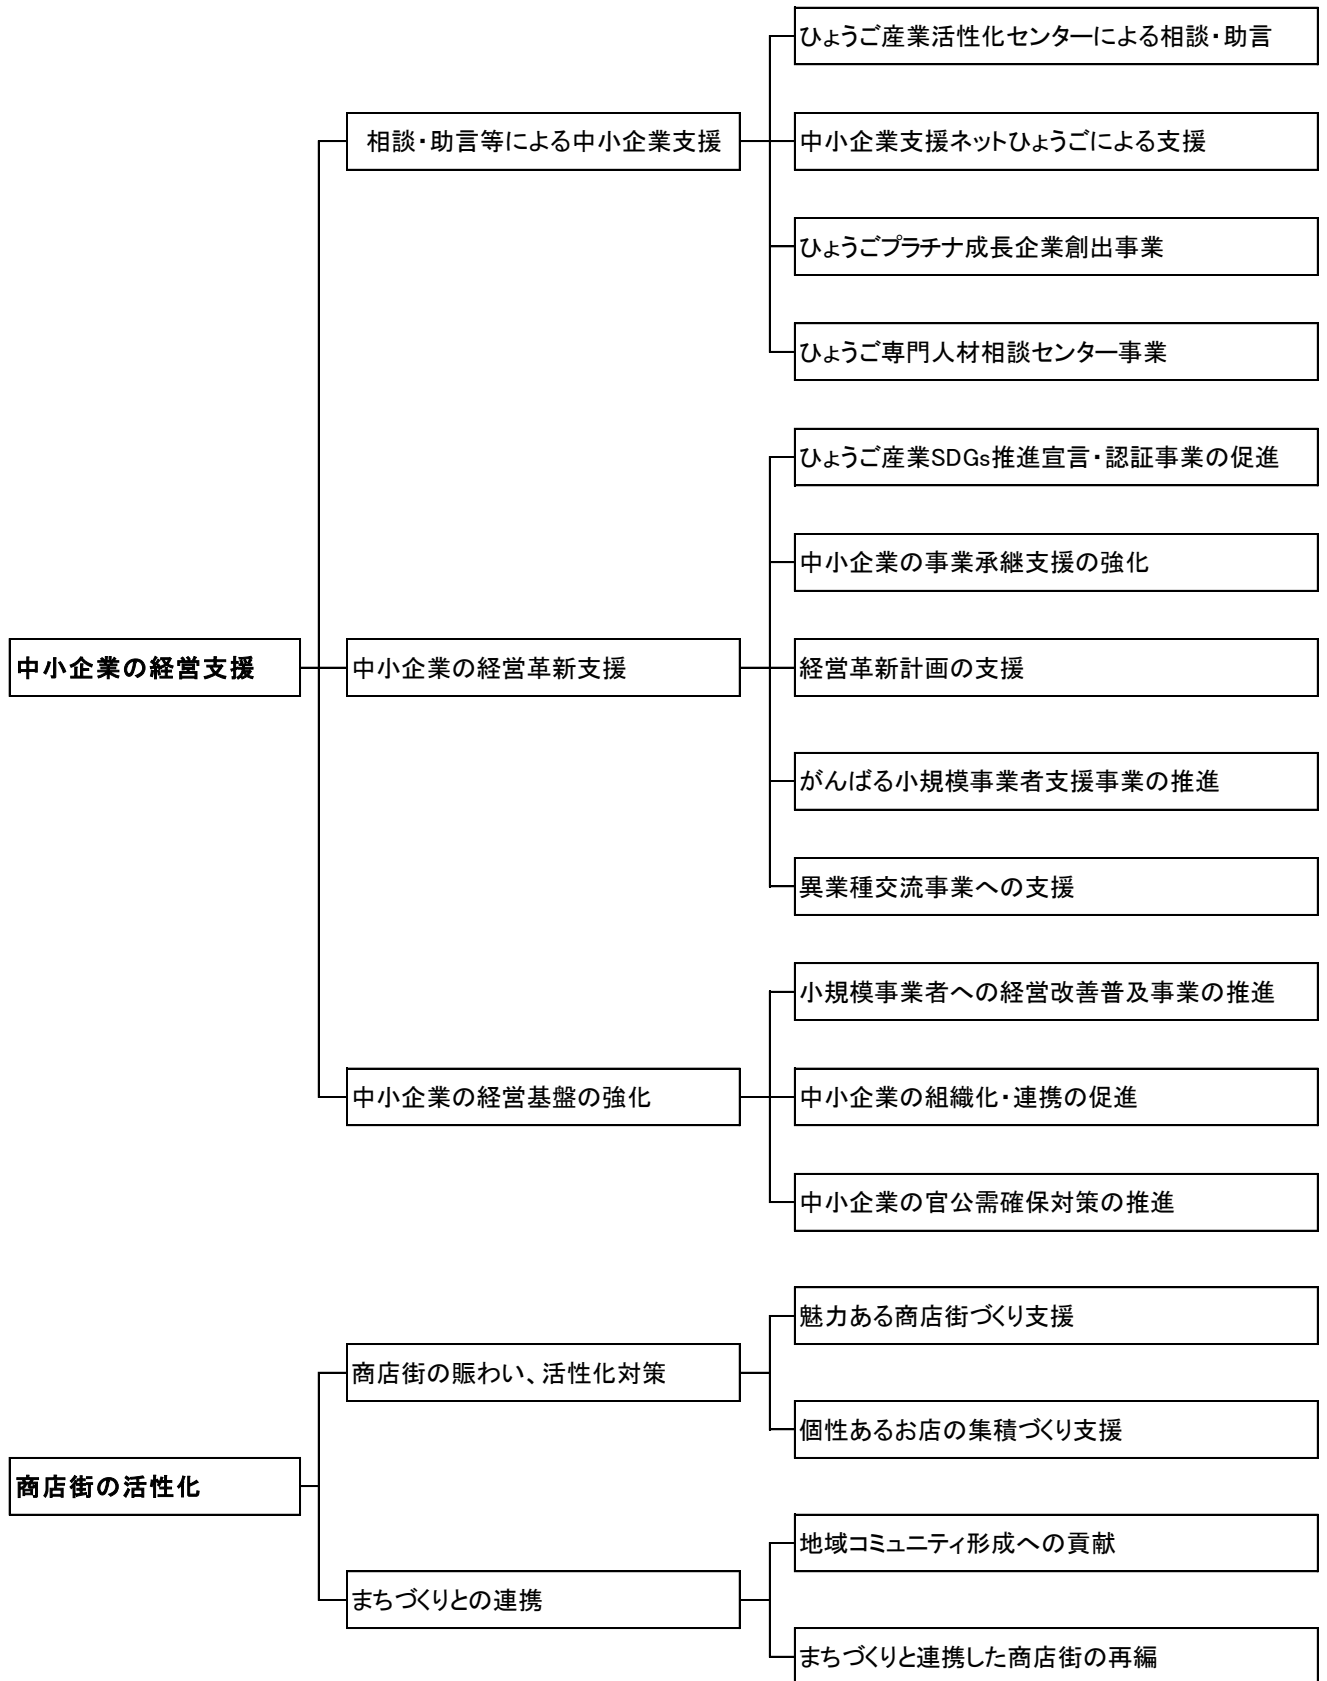 中小企業の経営支援
相談・助言等による中小企業支援
ひょうご産業活性化センターによる相談・助言
中小企業支援ネットひょうごによる支援
ひょうごプラチナ成長企業創出事業
ひょうご専門人材相談センター事業
中小企業の経営革新支援
ひょうご産業SDGs推進宣言・認証事業の促進
中小企業の事業承継支援の強化
経営革新計画の支援
がんばる小規模事業者支援事業の推進
異業種交流事業への支援
中小企業の経営基盤の強化
小規模事業者への経営改善普及事業の推進
中小企業の組織化・連携の促進
中小企業の官公需確保対策の推進
商店街の活性化
商店街の賑わい、活性化対策
魅力ある商店街づくり支援
個性あるお店の集積づくり支援
まちづくりとの連携
地域コミュニティ形成への貢献
まちづくりと連携した商店街の再編